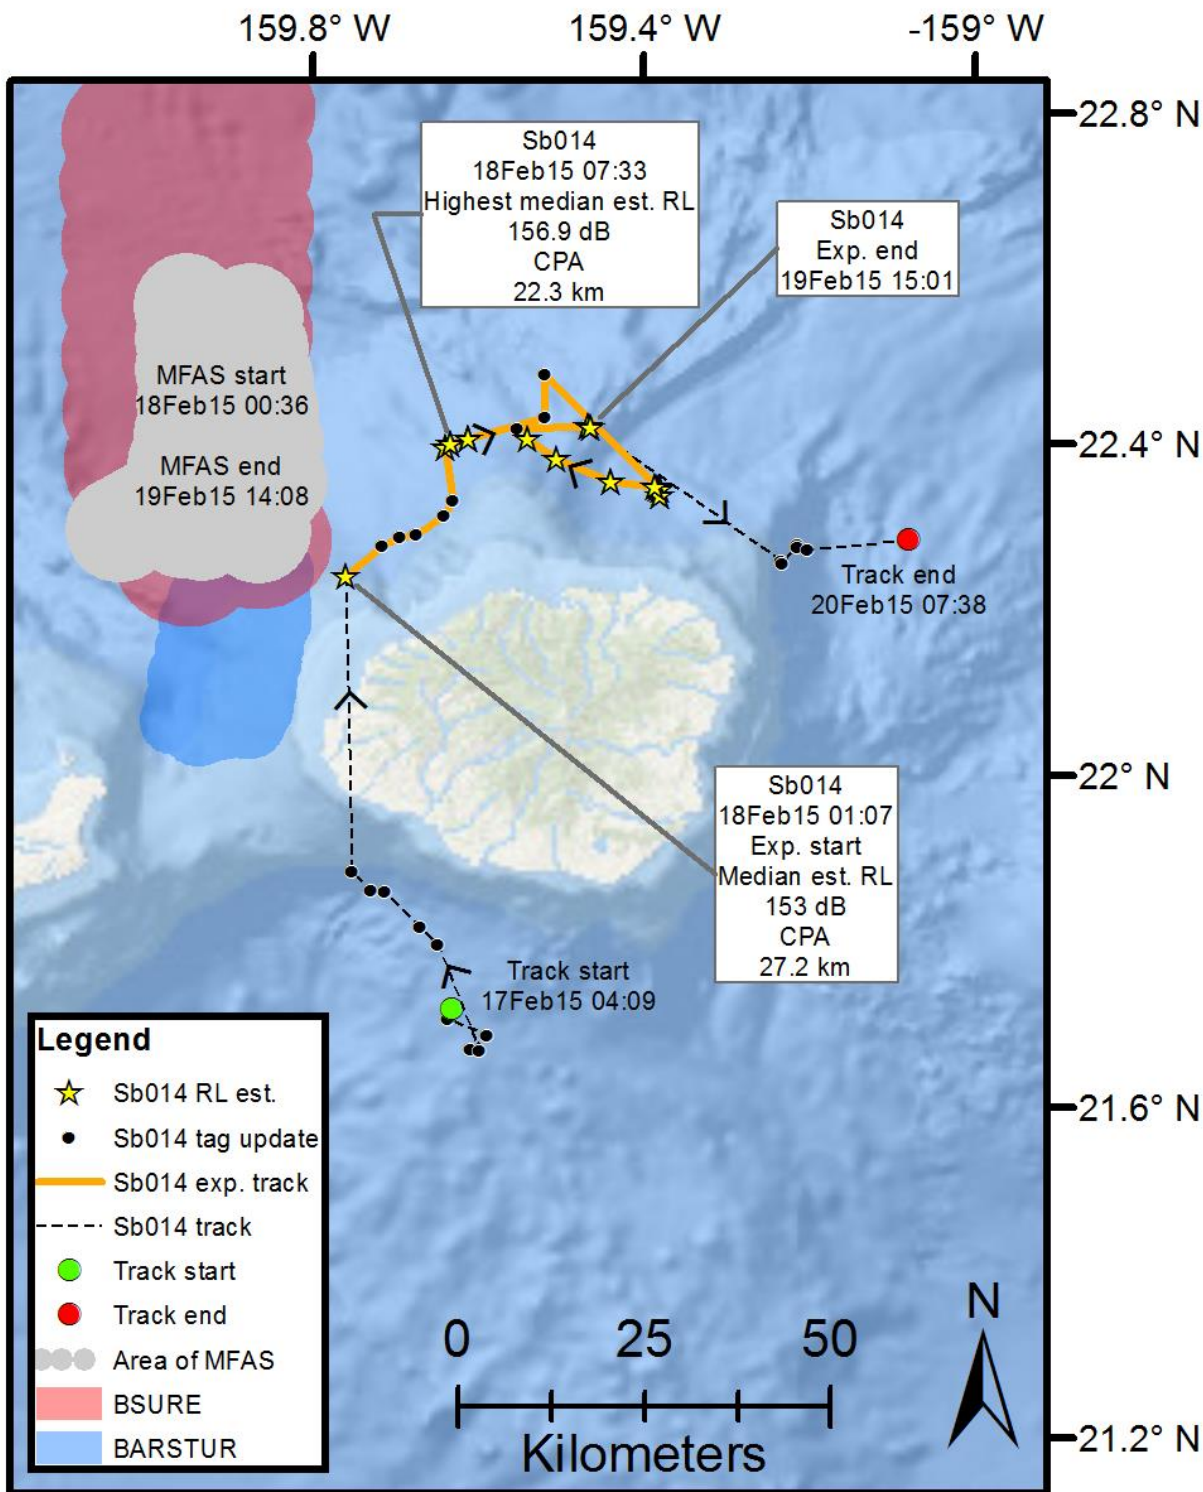 159.8° W
159.4° W
-159° W
22.8° N
22.4° N
22° N
21.6° N
21.2° N
Sb014
18Feb15 07:33
Highest median est. RL
156.9 dB
CPA
22.3 km
Sb014
Exp. end
19Feb15 15:01
MFAS start
18Feb15 00:36
MFAS end
19Feb15 14:08
Track end
20Feb15 07:38
Sb014
18Feb15 01:07
Exp. start
Median est. RL
153 dB
CPA
27.2 km
Track start
17Feb15 04:09
Legend
Sb014 RL est.
Sb014 tag update
Sb014 exp. track
Sb014 track
Track start
Track end
Area of MFAS
BSURE
BARSTUR
0 25 50
Kilometers
N